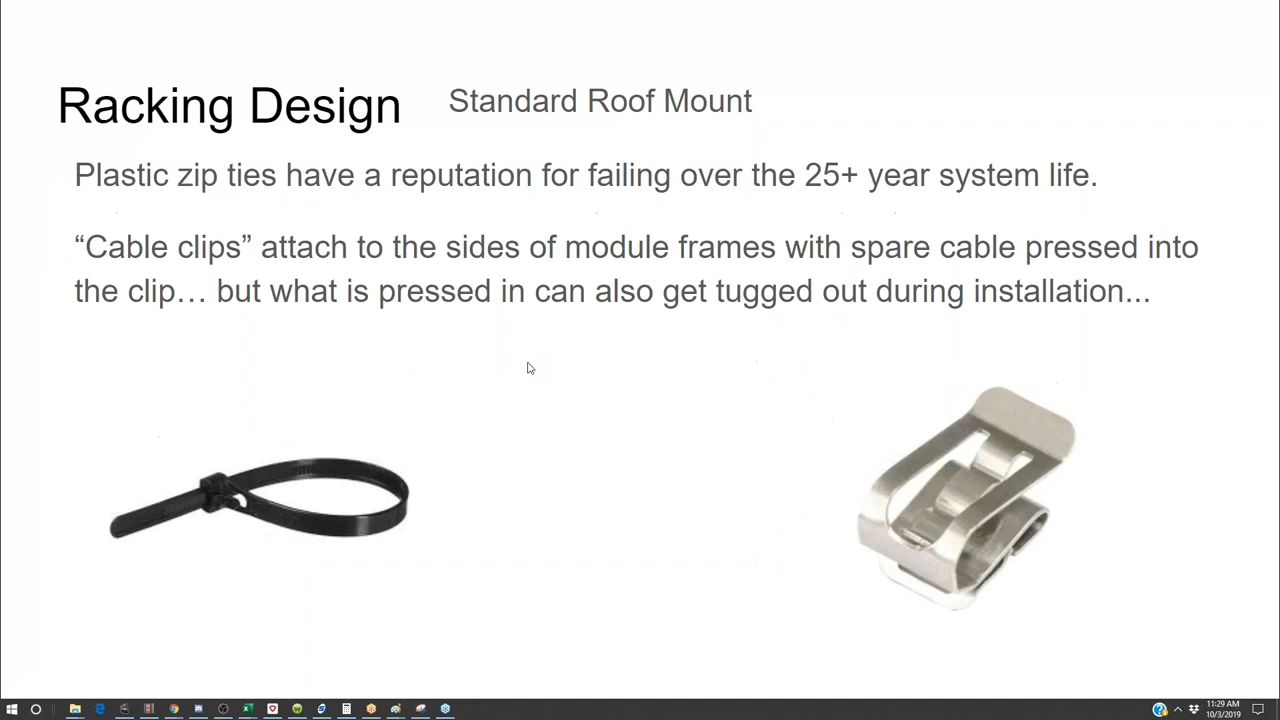 Racking Design
Standard Roof Mount
Plastic zip ties have a reputation for failing over the 25+ year system life.
“Cable clips” attach to the sides of module frames with spare cable pressed into
the clip… but what is pressed in can also get tugged out during installation...
11:29 AM
10/3/2019